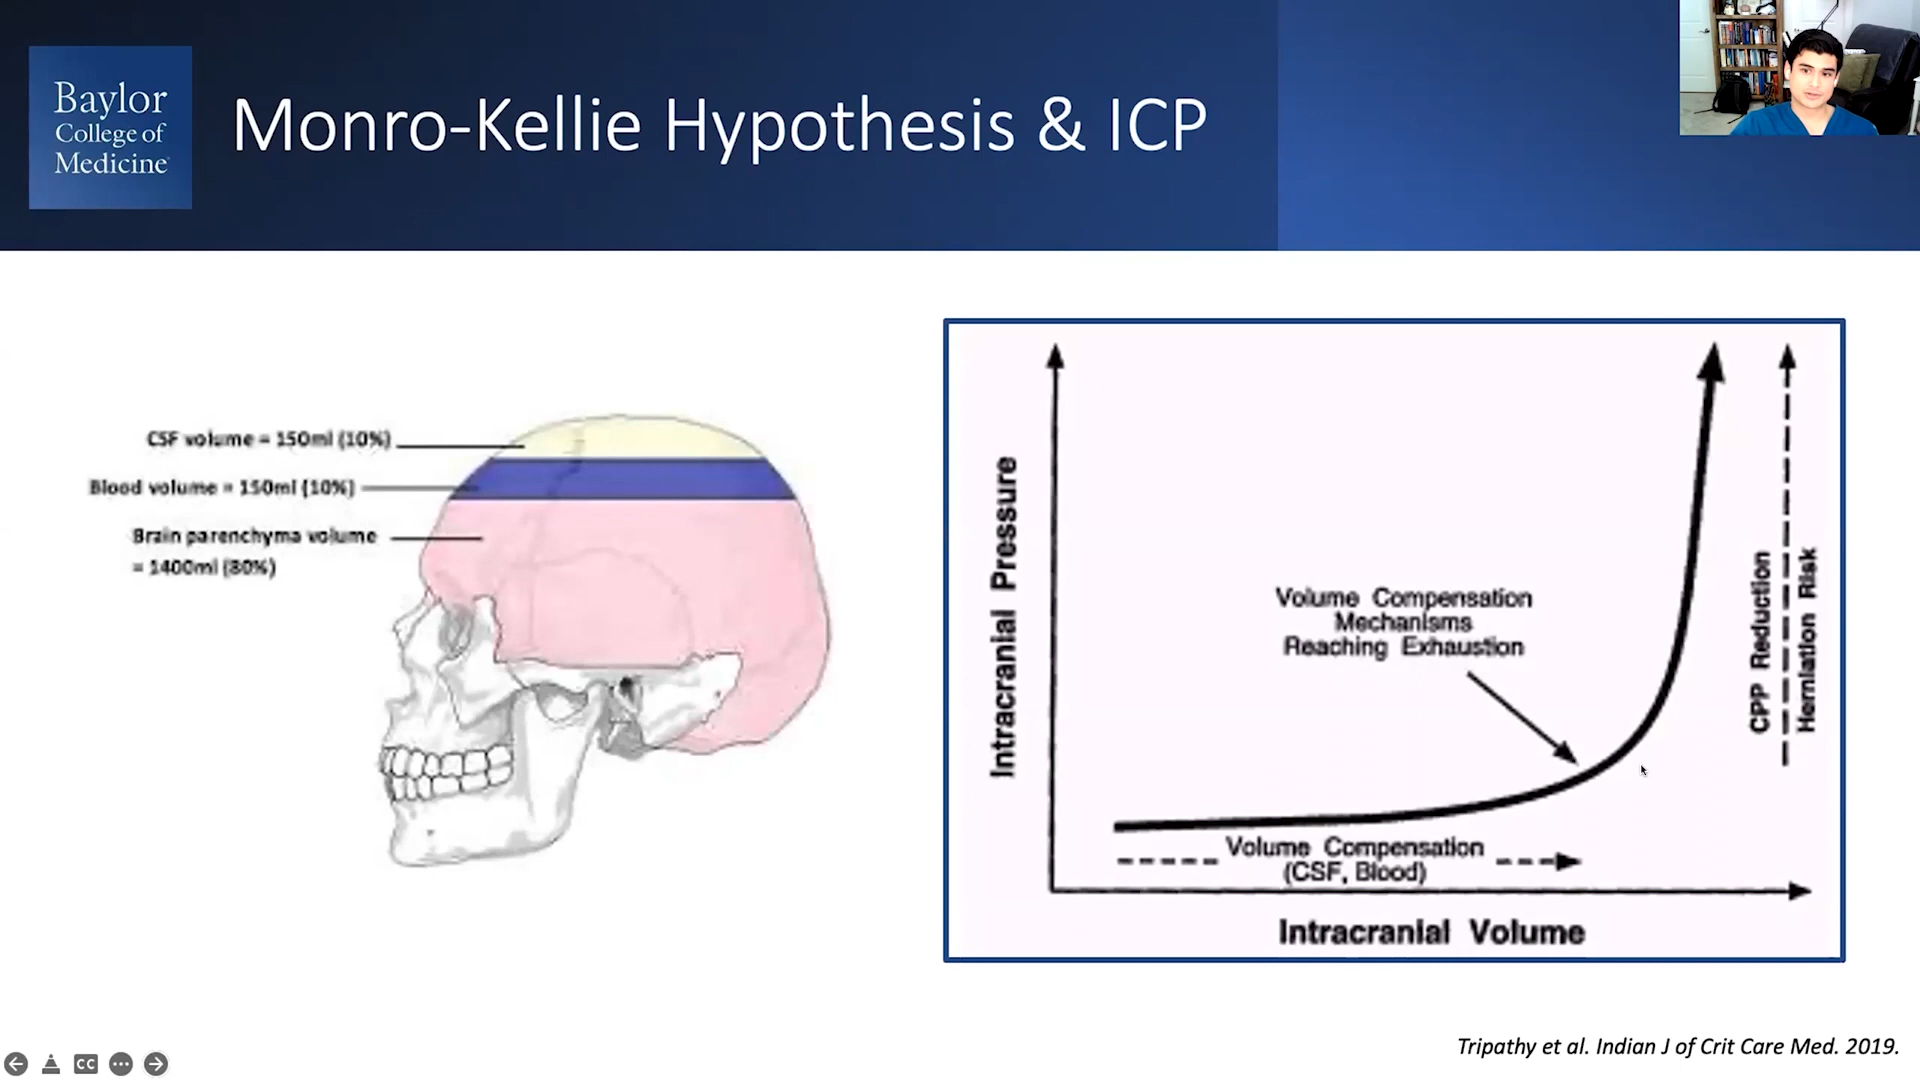 Baylor
College of
Medicine
Monro-Kellie Hypothesis & ICP
CSF volume = 150ml (10%)
Blood volume = 150ml (10%)
Brain parenchyma volume
= 1400ml (80%)
Intracranial Pressure
Volume Compensation
Mechanisms
Reaching Exhaustion
Volume Compensation
(CSF, Blood)
CPP Reduction
Herniation Risk
Intracranial Volume
Tripathy et al. Indian J of Crit Care Med. 2019.
CC